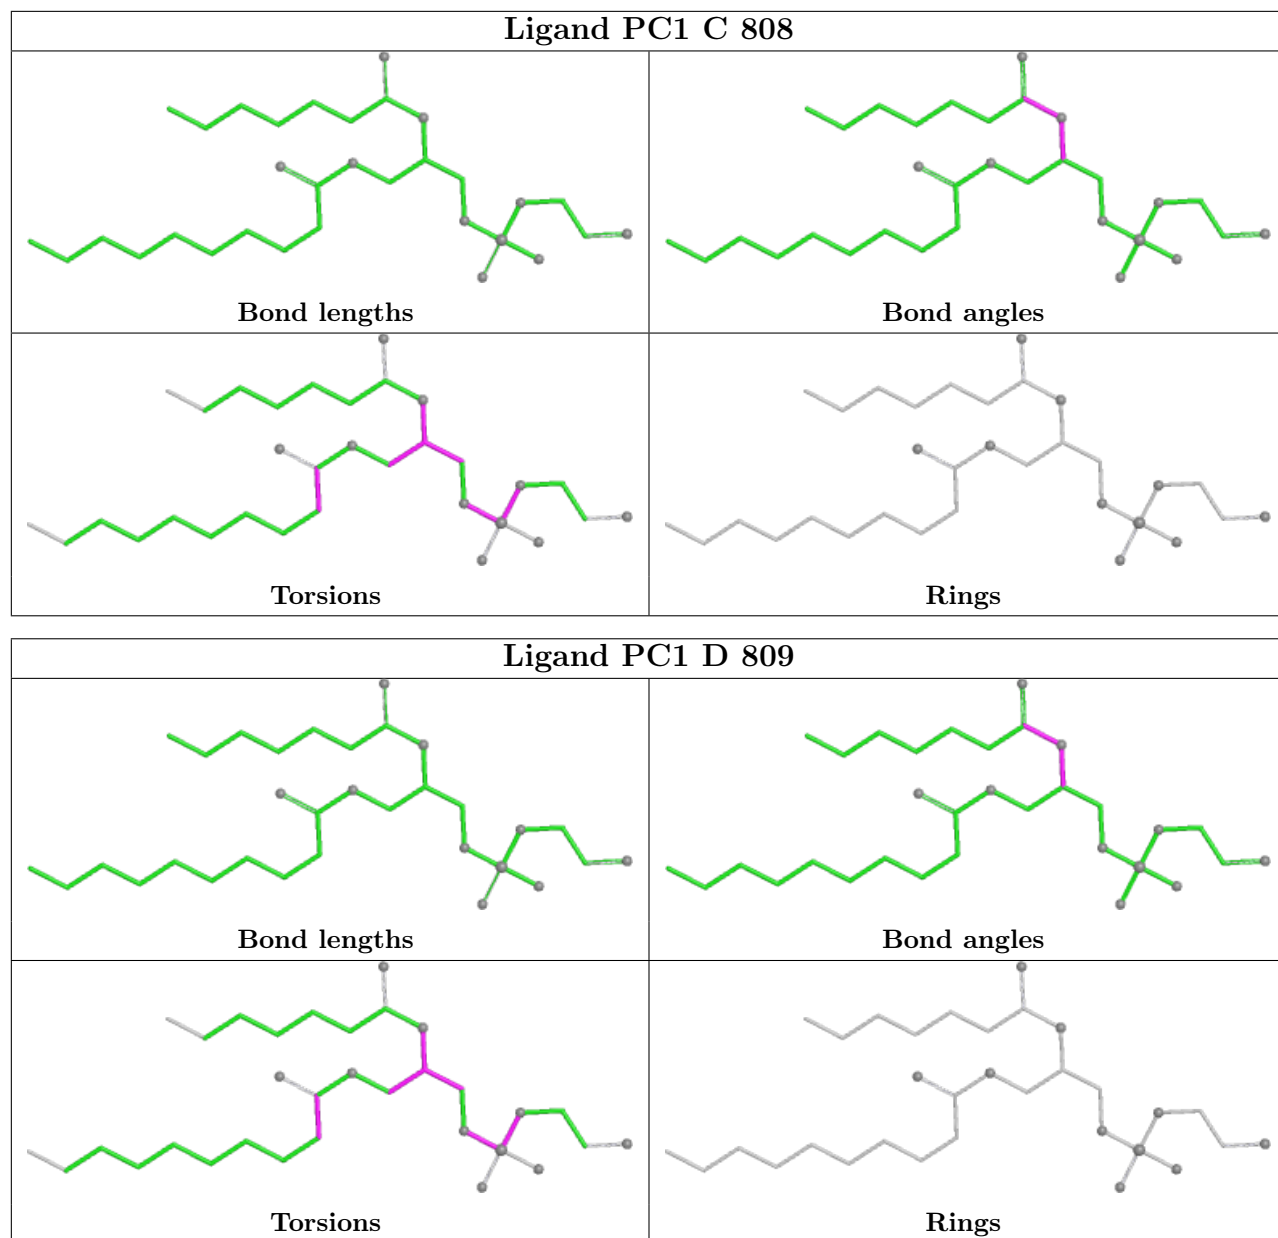 Ligand PC1 C 808
Bond lengths
Bond angles
Torsions
Rings
Ligand PC1 D 809
Bond lengths
Bond angles
Torsions
Rings